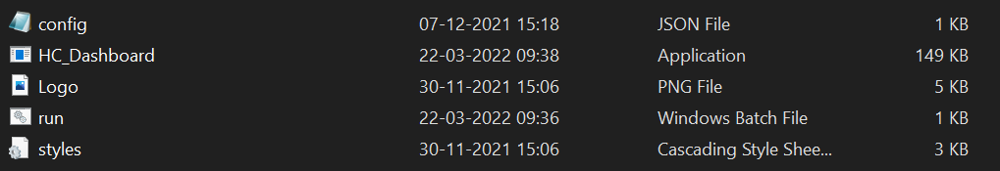 config 07-12-2021 15:18 JSON File 1 KB
HC_Dashboard 22-03-2022 09:38 Application 149 KB
Logo 30-11-2021 15:06 PNG File 5 KB
run 22-03-2022 09:36 Windows Batch File 1 KB
styles 30-11-2021 15:06 Cascading Style Shee... 3 KB